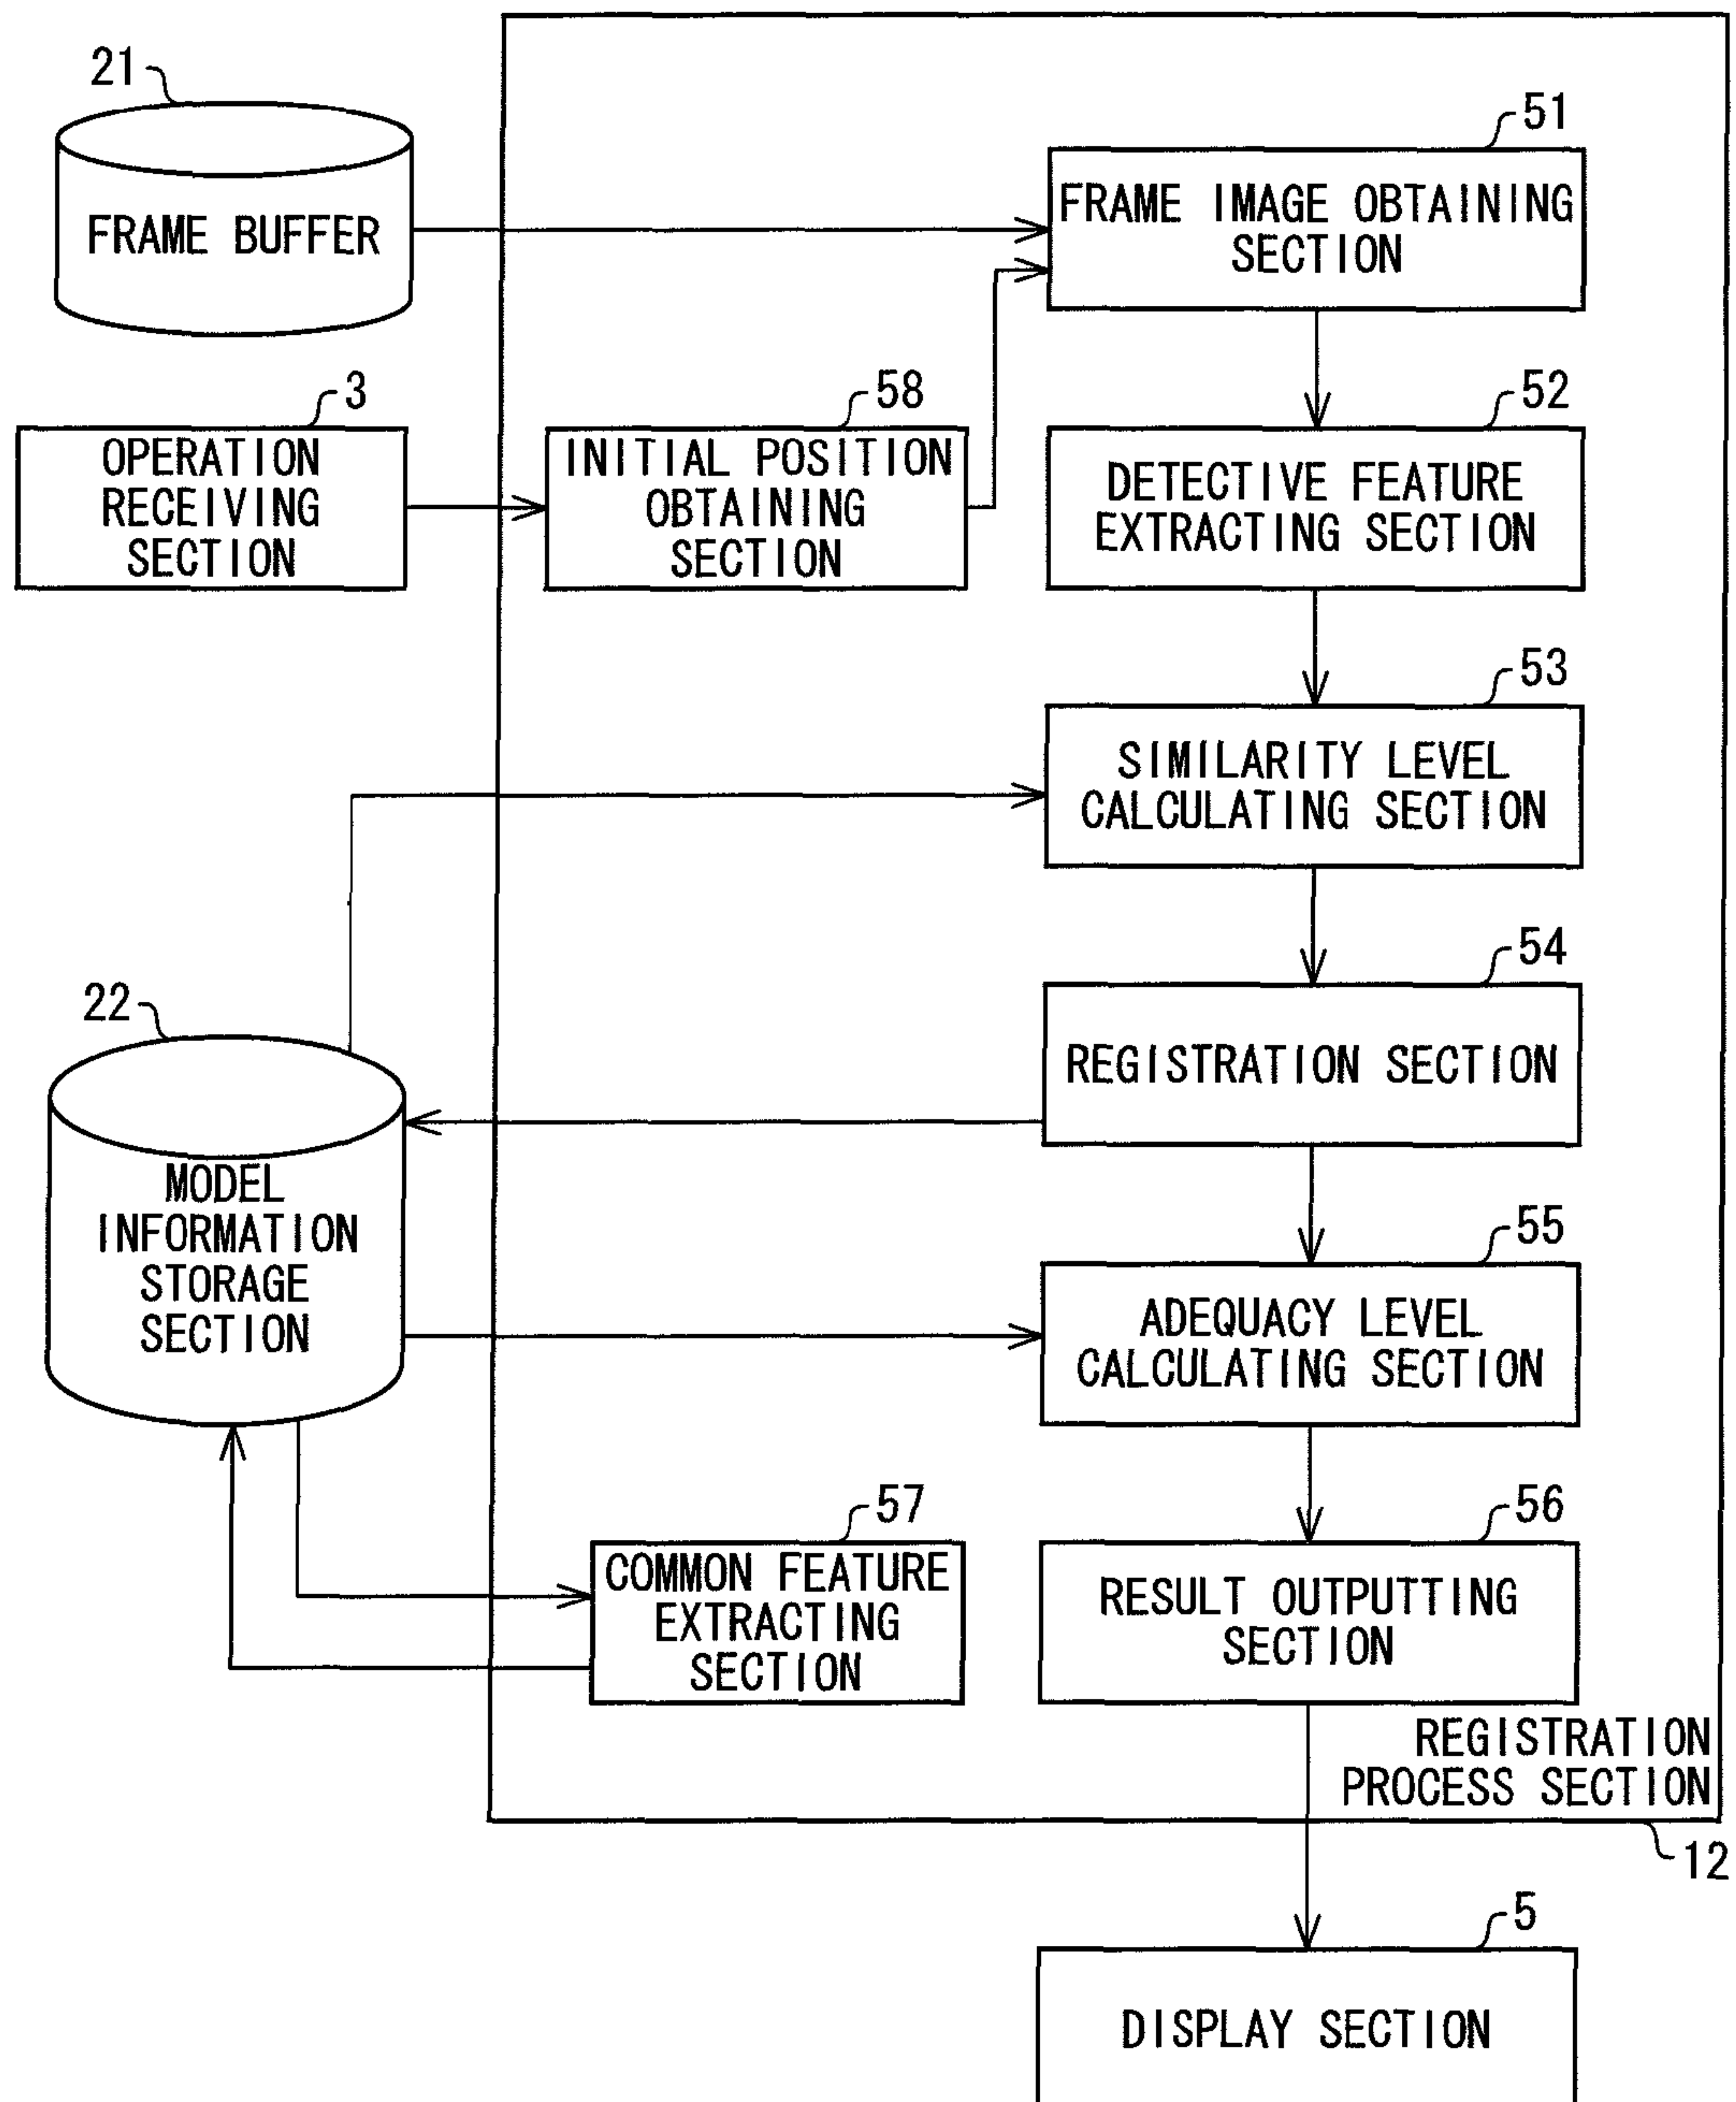 21
FRAME BUFFER
51
FRAME IMAGE OBTAINING
SECTION
3
OPERATION
RECEIVING
SECTION
58
INITIAL POSITION
OBTAINING
SECTION
52
DETECTIVE FEATURE
EXTRACTING SECTION
53
SIMILARITY LEVEL
CALCULATING SECTION
54
REGISTRATION SECTION
22
MODEL
INFORMATION
STORAGE
SECTION
55
ADEQUACY LEVEL
CALCULATING SECTION
57
COMMON FEATURE
EXTRACTING
SECTION
56
RESULT OUTPUTTING
SECTION
REGISTRATION
PROCESS SECTION
12
5
DISPLAY SECTION